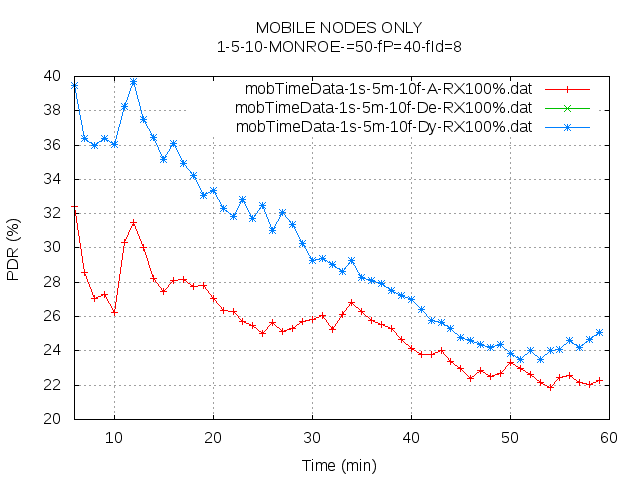 MOBILE NODES ONLY
1-5-10-MONROE-=50-fP=40-fId=8
mobTimeData-1s-5m-10f-A-RX100%.dat
mobTimeData-1s-5m-10f-De-RX100%.dat
mobTimeData-1s-5m-10f-Dy-RX100%.dat
PDR (%)
40
38
36
34
32
30
28
26
24
22
20
10 20 30 40 50 60
Time (min)